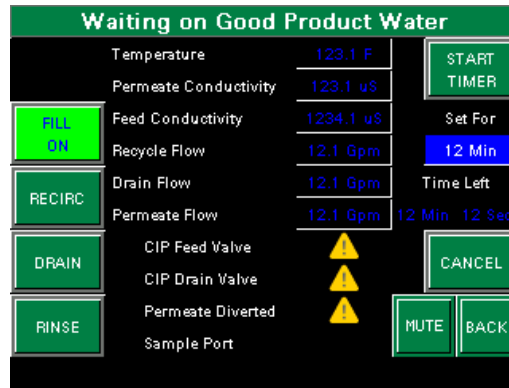 Waiting on Good Product Water
Temperature 123.1 F START
TIMER
Permeate Conductivity 123.1 uS
FILL
ON
Feed Conductivity 1234.1 uS Set For
Recycle Flow 12.1 Gpm 12 Min
RECIRC
Drain Flow 12.1 Gpm Time Left
Permeate Flow 12.1 Gpm 12 Min 12 Sec
DRAIN
CIP Feed Valve
CIP Drain Valve
CANCEL
RINSE
Permeate Diverted
Sample Port
MUTE BACK